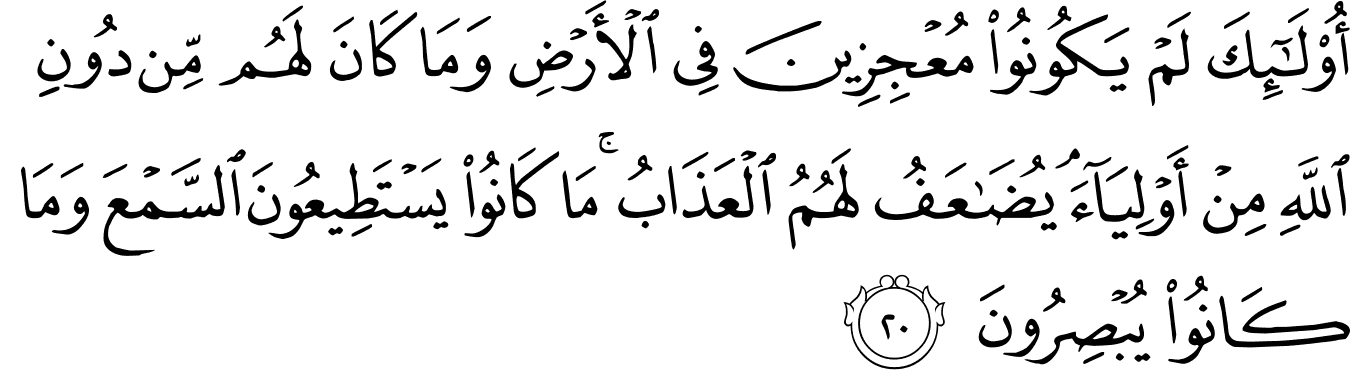 أُو۟لَـٰٓئِكَ لَمْ يَكُونُوا۟ مُعْجِزِينَ فِى ٱلْأَرْضِ وَمَا كَانَ لَهُم مِّن دُونِ
ٱللَّهِ مِنْ أَوْلِيَآءَ ۘ يُضَـٰعَفُ لَهُمُ ٱلْعَذَابُ ۚ مَا كَانُوا۟ يَسْتَطِيعُونَ ٱلسَّمْعَ وَمَا
كَانُوا۟ يُبْصِرُونَ ٢٠